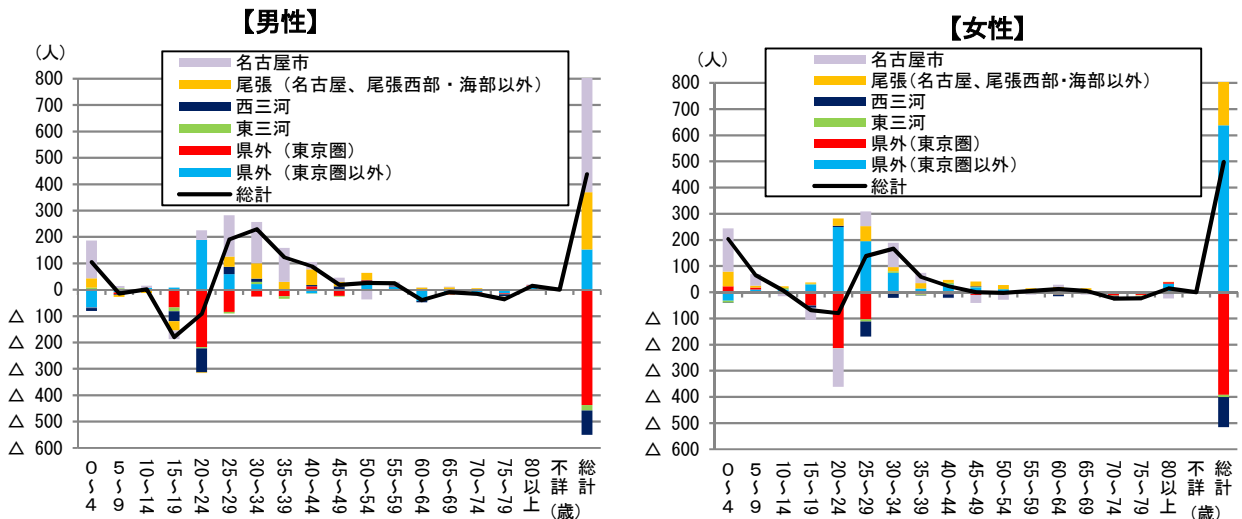 【男性】
（人）
名古屋市
尾張（名古屋、尾張西部・海部以外）
西三河
東三河
県外（東京圏）
県外（東京圏以外）
総計
800
700
600
500
400
300
200
100
0
△ 100
△ 200
△ 300
△ 400
△ 500
△ 600
0～4
5～9
10～14
15～19
20～24
25～29
30～34
35～39
40～44
45～49
50～54
55～59
60～64
65～69
70～74
75～79
80以上
不詳
総計
（歳）
【女性】
（人）
名古屋市
尾張（名古屋、尾張西部・海部以外）
西三河
東三河
県外（東京圏）
県外（東京圏以外）
総計
800
700
600
500
400
300
200
100
0
△ 100
△ 200
△ 300
△ 400
△ 500
△ 600
0～4
5～9
10～14
15～19
20～24
25～29
30～34
35～39
40～44
45～49
50～54
55～59
60～64
65～69
70～74
75～79
80以上
不詳
総計
（歳）